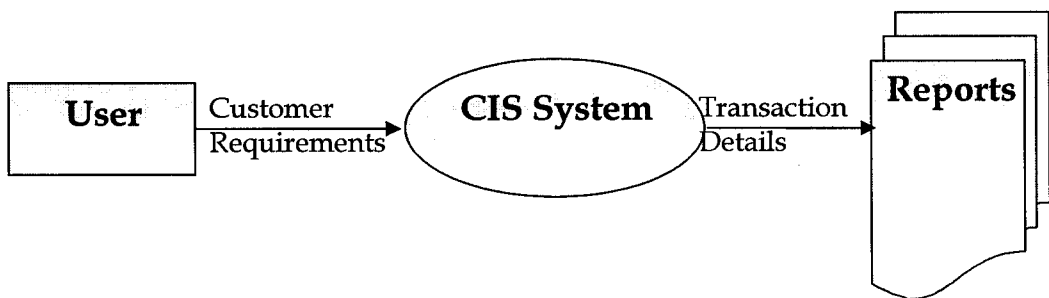 User
Customer
Requirements
CIS System
Transaction
Details
Reports